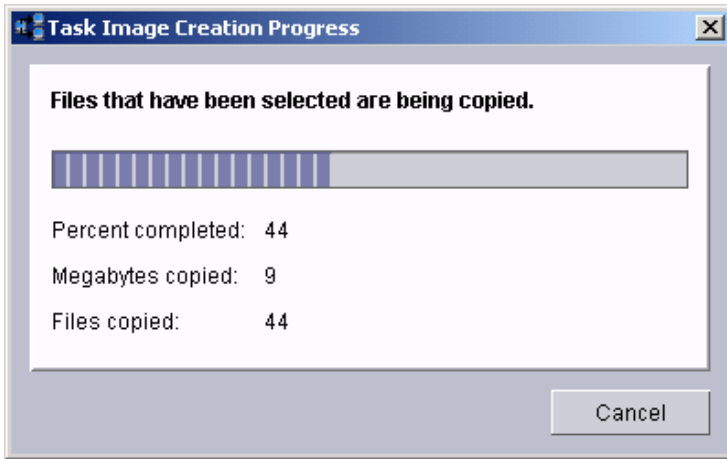 Task Image Creation Progress
Files that have been selected are being copied.
Percent completed: 44
Megabytes copied: 9
Files copied: 44
Cancel